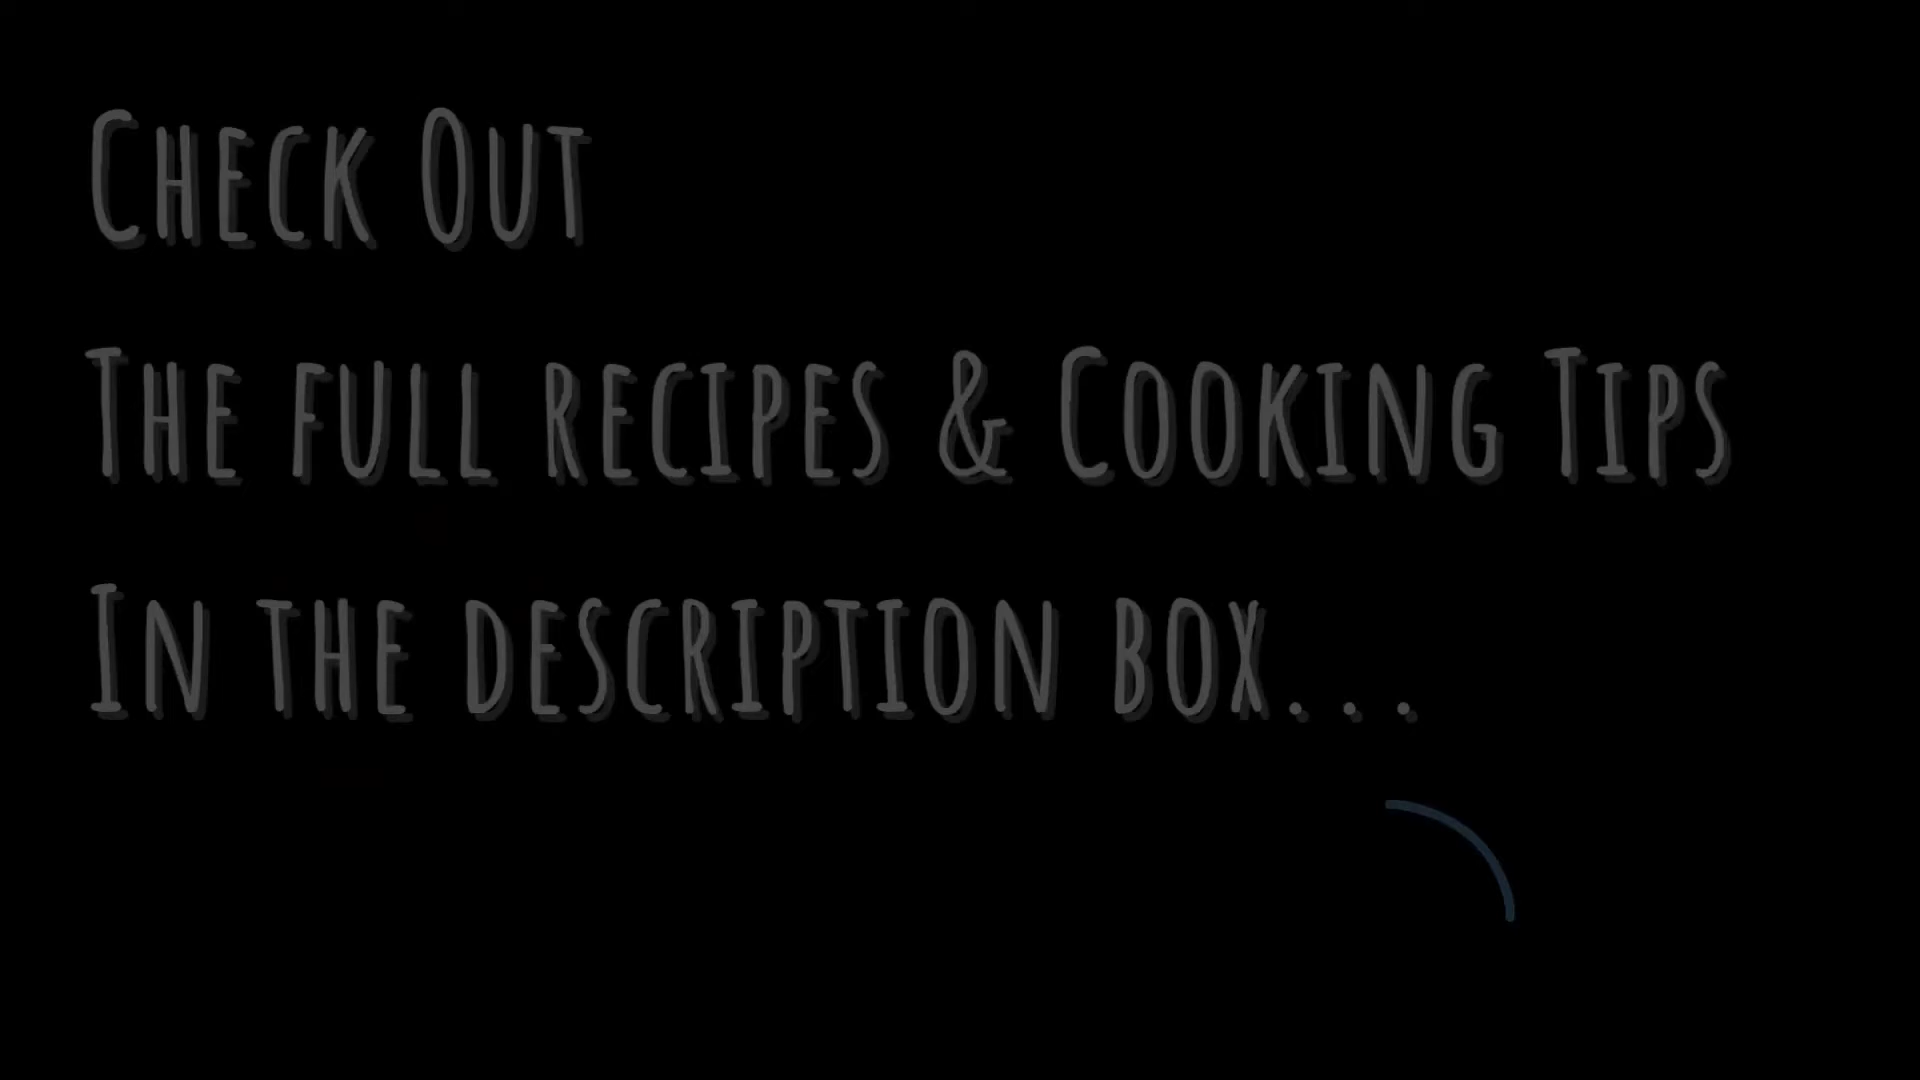 Check Out
The full recipes & Cooking Tips
In the description box...